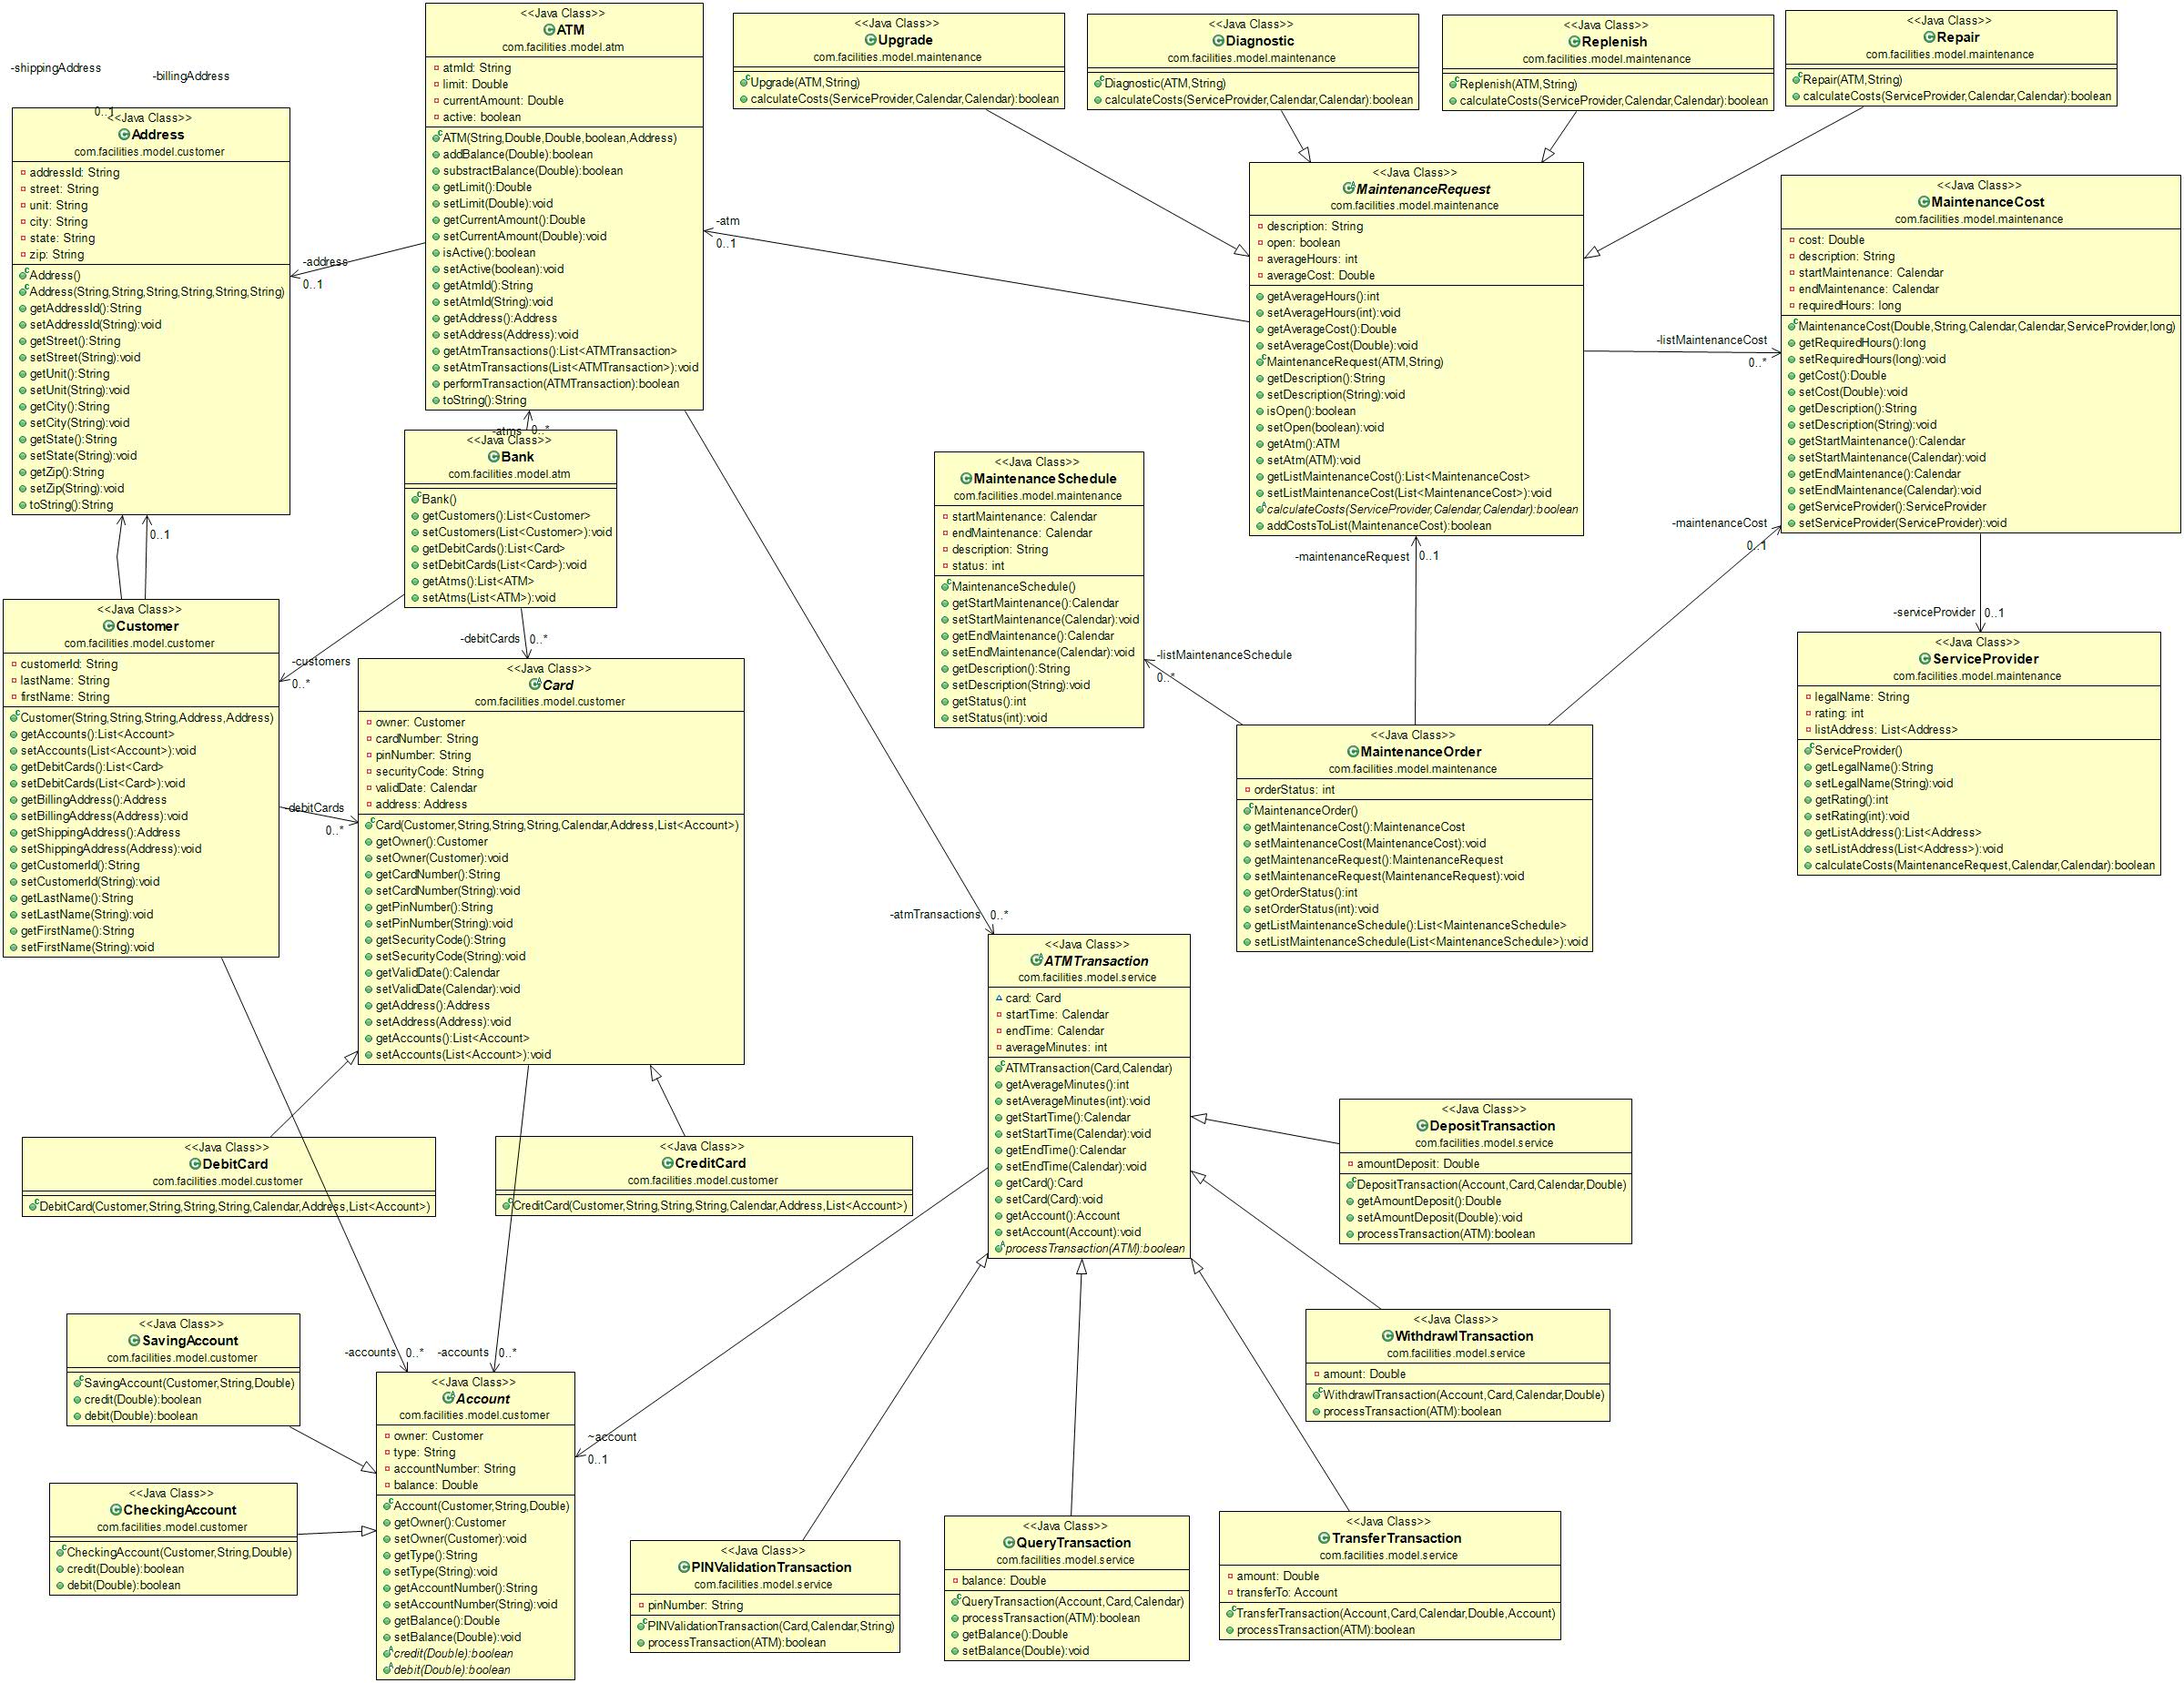 -shippingAddress
-billingAddress
0..1
<<Java Class>>
Address
com.facilities.model.customer
addressId: String
street: String
unit: String
city: String
state: String
zip: String
Address()
Address(String,String,String,String,String,String)
getAddressId():String
setAddressId(String):void
getStreet():String
setStreet(String):void
getUnit():String
setUnit(String):void
getCity():String
setCity(String):void
getState():String
setState(String):void
getZip():String
setZip(String):void
toString():String
0..1
<<Java Class>>
ATM
com.facilities.model.atm
atmId: String
limit: Double
currentAmount: Double
active: boolean
ATM(String,Double,Double,boolean,Address)
addBalance(Double):boolean
substractBalance(Double):boolean
getLimit():Double
setLimit(Double):void
getCurrentAmount():Double
setCurrentAmount(Double):void
isActive():boolean
setActive(boolean):void
getAtmId():String
setAtmId(String):void
getAddress():Address
setAddress(Address):void
getAtmTransactions():List<ATMTransaction>
setAtmTransactions(List<ATMTransaction>):void
performTransaction(ATMTransaction):boolean
toString():String
-address
0..1
<<Java Class>>
Upgrade
com.facilities.model.maintenance
Upgrade(ATM,String)
calculateCosts(ServiceProvider,Calendar,Calendar):boolean
<<Java Class>>
Diagnostic
com.facilities.model.maintenance
Diagnostic(ATM,String)
calculateCosts(ServiceProvider,Calendar,Calendar):boolean
<<Java Class>>
Replenish
com.facilities.model.maintenance
Replenish(ATM,String)
calculateCosts(ServiceProvider,Calendar,Calendar):boolean
<<Java Class>>
Repair
com.facilities.model.maintenance
Repair(ATM,String)
calculateCosts(ServiceProvider,Calendar,Calendar):boolean
-atm
0..1
<<Java Class>>
MaintenanceRequest
com.facilities.model.maintenance
description: String
open: boolean
averageHours: int
averageCost: Double
getAverageHours():int
setAverageHours(int):void
getAverageCost():Double
setAverageCost(Double):void
MaintenanceRequest(ATM,String)
getDescription():String
setDescription(String):void
isOpen():boolean
setOpen(boolean):void
getAtm():ATM
setAtm(ATM):void
getListMaintenanceCost():List<MaintenanceCost>
setListMaintenanceCost(List<MaintenanceCost>):void
calculateCosts(ServiceProvider,Calendar,Calendar):boolean
addCostsToList(MaintenanceCost):boolean
-listMaintenanceCost
0..*
<<Java Class>>
MaintenanceCost
com.facilities.model.maintenance
cost: Double
description: String
startMaintenance: Calendar
endMaintenance: Calendar
requiredHours: long
MaintenanceCost(Double,String,Calendar,Calendar,ServiceProvider,long)
getRequiredHours():long
setRequiredHours(long):void
getCost():Double
setCost(Double):void
getDescription():String
setDescription(String):void
getStartMaintenance():Calendar
setStartMaintenance(Calendar):void
getEndMaintenance():Calendar
setEndMaintenance(Calendar):void
getServiceProvider():ServiceProvider
setServiceProvider(ServiceProvider):void
-maintenanceCost
0..1
-maintenanceRequest
0..1
-atms 0..*
<<Java Class>>
Bank
com.facilities.model.atm
Bank()
getCustomers():List<Customer>
setCustomers(List<Customer>):void
getDebitCards():List<Card>
setDebitCards(List<Card>):void
getAtms():List<ATM>
setAtms(List<ATM>):void
<<Java Class>>
MaintenanceSchedule
com.facilities.model.maintenance
startMaintenance: Calendar
endMaintenance: Calendar
description: String
status: int
MaintenanceSchedule()
getStartMaintenance():Calendar
setStartMaintenance(Calendar):void
getEndMaintenance():Calendar
setEndMaintenance(Calendar):void
getDescription():String
setDescription(String):void
getStatus():int
setStatus(int):void
-listMaintenanceSchedule
0..*
-serviceProvider 0..1
<<Java Class>>
ServiceProvider
com.facilities.model.maintenance
legalName: String
rating: int
listAddress: List<Address>
ServiceProvider()
getLegalName():String
setLegalName(String):void
getRating():int
setRating(int):void
getListAddress():List<Address>
setListAddress(List<Address>):void
calculateCosts(MaintenanceRequest,Calendar,Calendar):boolean
<<Java Class>>
MaintenanceOrder
com.facilities.model.maintenance
orderStatus: int
MaintenanceOrder()
getMaintenanceCost():MaintenanceCost
setMaintenanceCost(MaintenanceCost):void
getMaintenanceRequest():MaintenanceRequest
setMaintenanceRequest(MaintenanceRequest):void
getOrderStatus():int
setOrderStatus(int):void
getListMaintenanceSchedule():List<MaintenanceSchedule>
setListMaintenanceSchedule(List<MaintenanceSchedule>):void
<<Java Class>>
Customer
com.facilities.model.customer
customerId: String
lastName: String
firstName: String
Customer(String,String,String,Address,Address)
getAccounts():List<Account>
setAccounts(List<Account>):void
getDebitCards():List<Card>
setDebitCards(List<Card>):void
getBillingAddress():Address
setBillingAddress(Address):void
getShippingAddress():Address
setShippingAddress(Address):void
getCustomerId():String
setCustomerId(String):void
getLastName():String
setLastName(String):void
getFirstName():String
setFirstName(String):void
-customers
0..*
-debitCards 0..*
-debitCards
0..*
<<Java Class>>
Card
com.facilities.model.customer
owner: Customer
cardNumber: String
pinNumber: String
securityCode: String
validDate: Calendar
address: Address
Card(Customer,String,String,String,Calendar,Address,List<Account>)
getOwner():Customer
setOwner(Customer):void
getCardNumber():String
setCardNumber(String):void
getPinNumber():String
setPinNumber(String):void
getSecurityCode():String
setSecurityCode(String):void
getValidDate():Calendar
setValidDate(Calendar):void
getAddress():Address
setAddress(Address):void
getAccounts():List<Account>
setAccounts(List<Account>):void
-atmTransactions 0..*
<<Java Class>>
ATMTransaction
com.facilities.model.service
card: Card
startTime: Calendar
endTime: Calendar
averageMinutes: int
ATMTransaction(Card,Calendar)
getAverageMinutes():int
setAverageMinutes(int):void
getStartTime():Calendar
setStartTime(Calendar):void
getEndTime():Calendar
setEndTime(Calendar):void
getCard():Card
setCard(Card):void
getAccount():Account
setAccount(Account):void
processTransaction(ATM):boolean
<<Java Class>>
DebitCard
com.facilities.model.customer
DebitCard(Customer,String,String,String,Calendar,Address,List<Account>)
<<Java Class>>
CreditCard
com.facilities.model.customer
CreditCard(Customer,String,String,String,Calendar,Address,List<Account>)
<<Java Class>>
DepositTransaction
com.facilities.model.service
amountDeposit: Double
DepositTransaction(Account,Card,Calendar,Double)
getAmountDeposit():Double
setAmountDeposit(Double):void
processTransaction(ATM):boolean
<<Java Class>>
WithdrawlTransaction
com.facilities.model.service
amount: Double
WithdrawlTransaction(Account,Card,Calendar,Double)
processTransaction(ATM):boolean
<<Java Class>>
SavingAccount
com.facilities.model.customer
SavingAccount(Customer,String,Double)
credit(Double):boolean
debit(Double):boolean
-accounts 0..*
-accounts 0..*
<<Java Class>>
Account
com.facilities.model.customer
owner: Customer
type: String
accountNumber: String
balance: Double
Account(Customer,String,Double)
getOwner():Customer
setOwner(Customer):void
getType():String
setType(String):void
getAccountNumber():String
setAccountNumber(String):void
getBalance():Double
setBalance(Double):void
credit(Double):boolean
debit(Double):boolean
~account
0..1
<<Java Class>>
CheckingAccount
com.facilities.model.customer
CheckingAccount(Customer,String,Double)
credit(Double):boolean
debit(Double):boolean
<<Java Class>>
PINValidationTransaction
com.facilities.model.service
pinNumber: String
PINValidationTransaction(Card,Calendar,String)
processTransaction(ATM):boolean
<<Java Class>>
QueryTransaction
com.facilities.model.service
balance: Double
QueryTransaction(Account,Card,Calendar)
processTransaction(ATM):boolean
getBalance():Double
setBalance(Double):void
<<Java Class>>
TransferTransaction
com.facilities.model.service
amount: Double
transferTo: Account
TransferTransaction(Account,Card,Calendar,Double,Account)
processTransaction(ATM):boolean